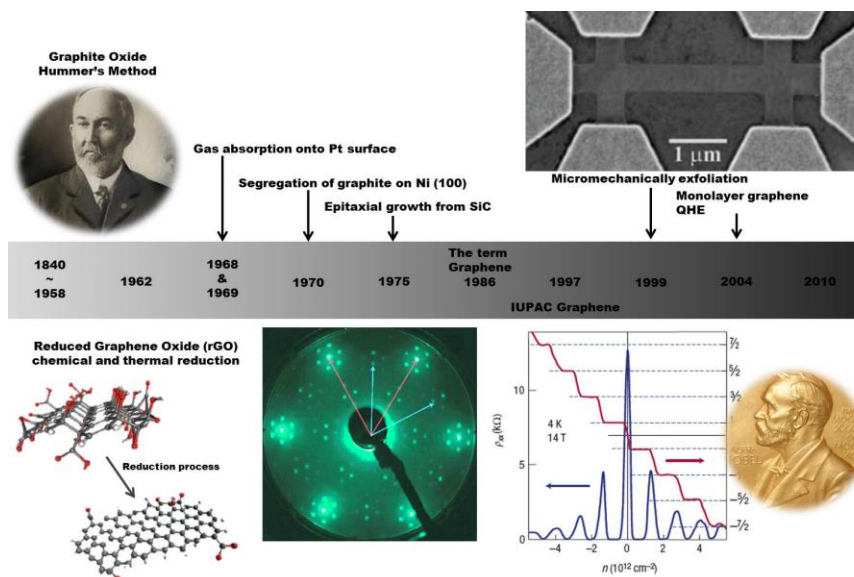 Graphite Oxide
Hummer's Method
Gas absorption onto Pt surface
Segregation of graphite on Ni (100)
Epitaxial growth from SiC
1 μm
Micromechanically exfoliation
Monolayer graphene
QHE
1840
~
1958
1962
1968
&
1969
1970
1975
The term
Graphene
1986
1997
1999
2004
2010
IUPAC Graphene
Reduced Graphene Oxide (rGO)
chemical and thermal reduction
Reduction process
ρxx(KΩ)
10
5
0
4 K
14 T
7/2
5/2
3/2
-5/2
-7/2
-4
-2
0
2
4
n (10¹² cm⁻²)